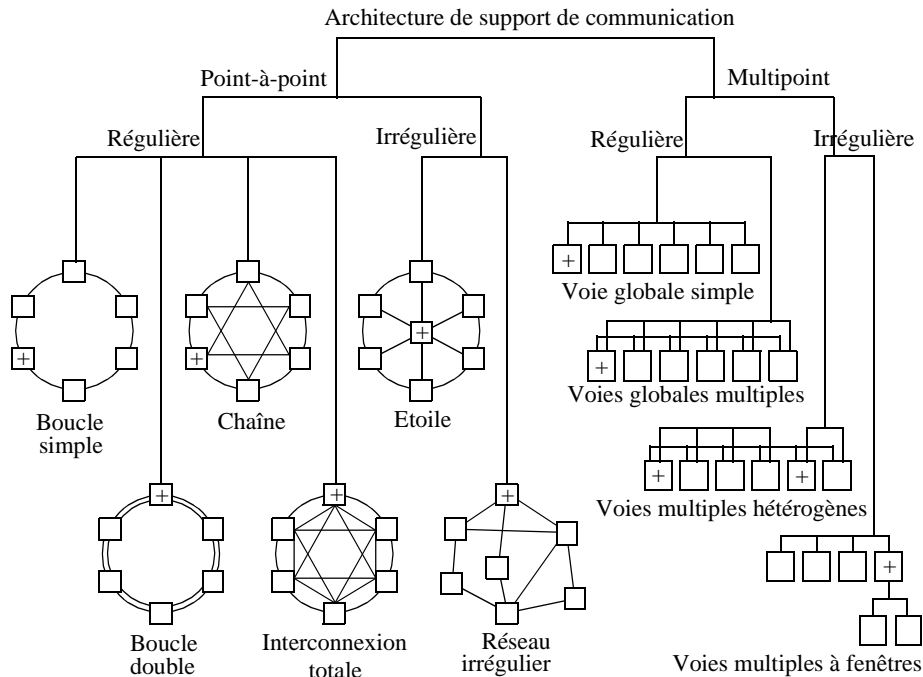 Architecture de support de communication
Point-à-point
Multipoint
Régulière
Irrégulière
Régulière
Irrégulière
+
Voie globale simple
+
+
+
+
Voies globales multiples
Boucle
simple
Chaîne
Etoile
+
+
Voies multiples hétérogènes
+
+
+
+
Boucle
double
Interconnexion
totale
Réseau
irrégulier
Voies multiples à fenêtres